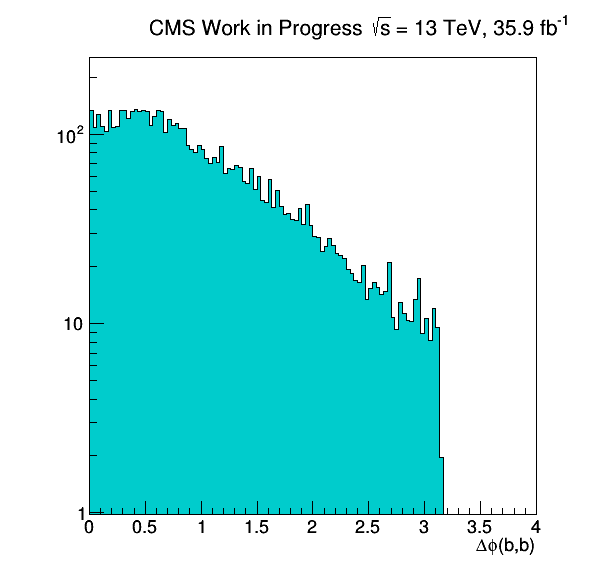 CMS Work in Progress √s = 13 TeV, 35.9 fb⁻¹
10²
10
1
0 0.5 1 1.5 2 2.5 3 3.5 4
Δϕ(b,b)